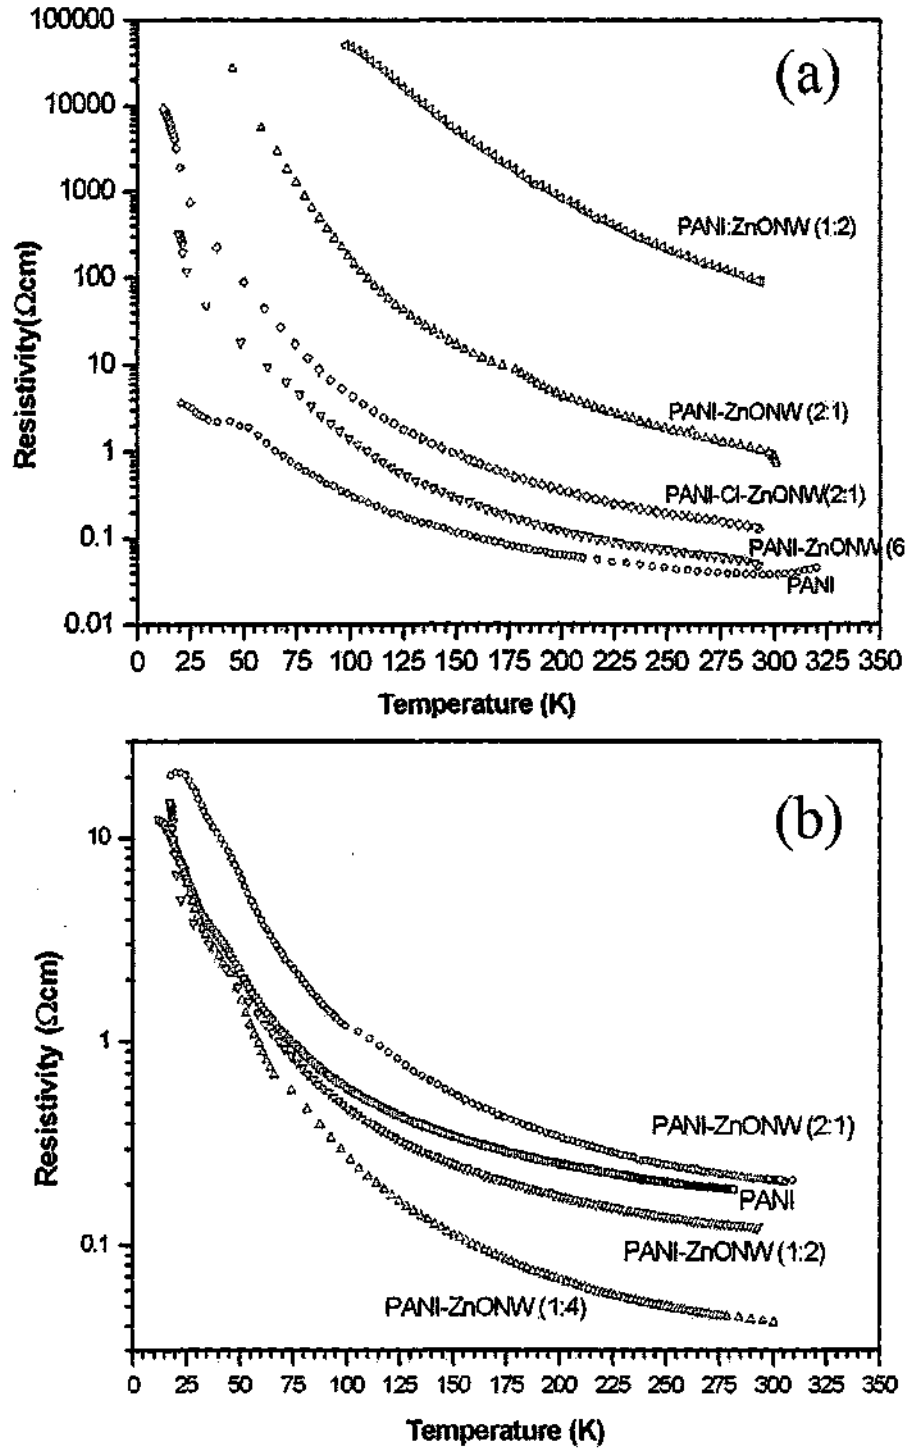 100000
10000
1000
100
10
1
0.1
0.01
Resistivity(Ωcm)
(a)
PANI:ZnONW (1:2)
PANI-ZnONW (2:1)
PANI-Cl-ZnONW(2:1)
PANI-ZnONW (6
PANI
0 25 50 75 100 125 150 175 200 225 250 275 300 325 350
Temperature (K)
10
1
0.1
Resistivity (Ωcm)
(b)
PANI-ZnONW (2:1)
PANI
PANI-ZnONW (1:2)
PANI-ZnONW (1:4)
0 25 50 75 100 125 150 175 200 225 250 275 300 325 350
Temperature (K)